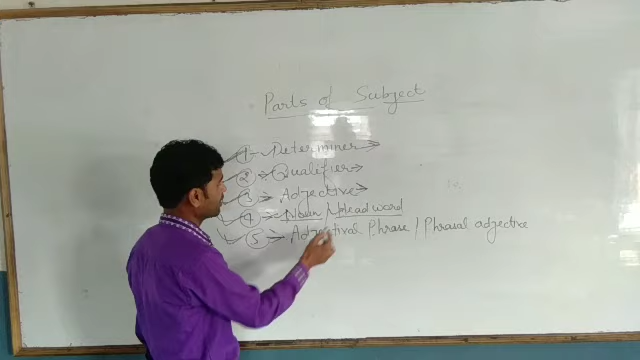 Parts of Subject
1 → Determiner →
2 → Qualifier →
3 → Adjective →
4 → Noun / Head word
5 → Adjectival Phrase / Phrasal adjective